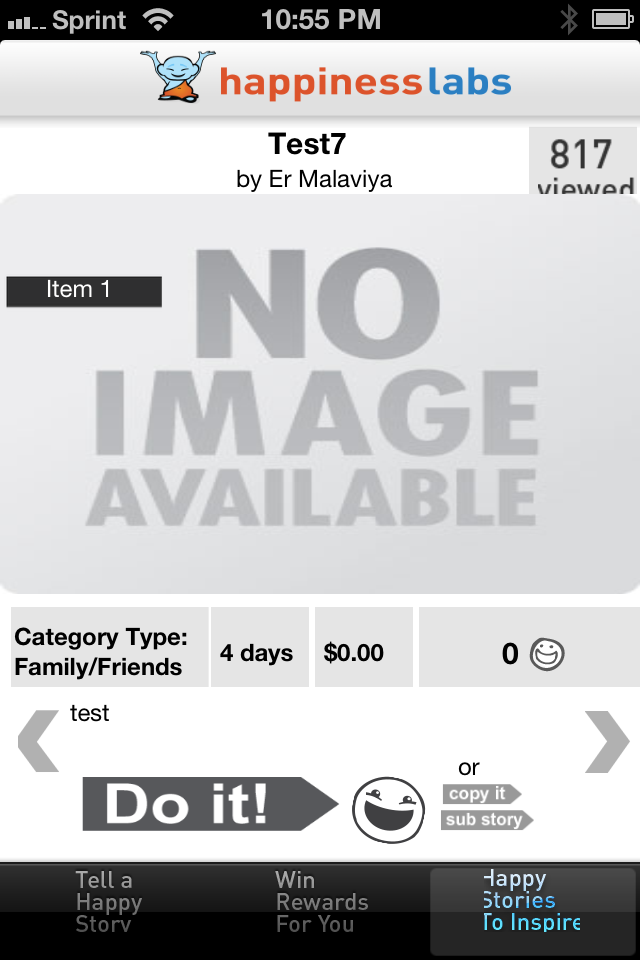 Sprint 10:55 PM
happinesslabs
Test7
by Er Malaviya
817
viewed
Item 1
NO
IMAGE
AVAILABLE
Category Type:
Family/Friends
4 days
$0.00
0
test
or
Do it!
copy it
sub story
Tell a
Happy
Story
Win
Rewards
For You
Happy
Stories
To Inspire